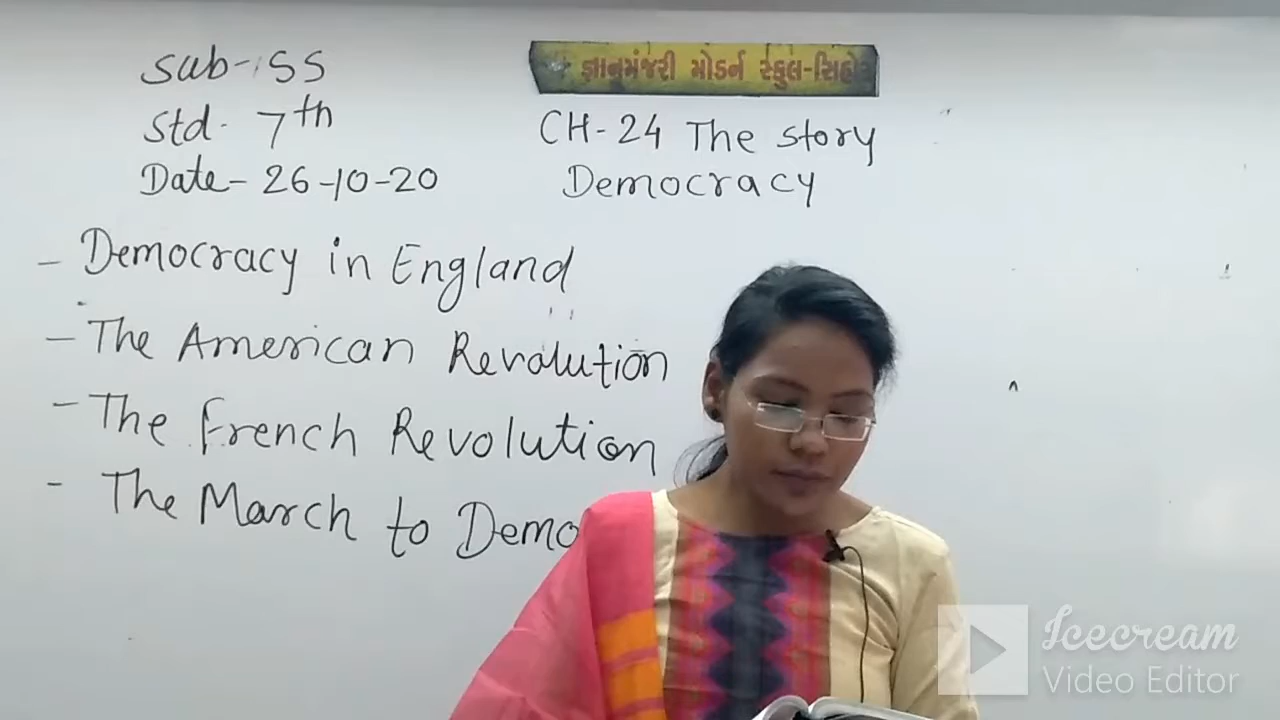 Sub-SS
જ્ઞાનમંજરી મોડર્ન સ્કુલ-સિહોર
Std. 7th
CH-24 The Story
Date-26-10-20
Democracy
- Democracy in England
- The American Revolution
- The French Revolution
- The March to Demo
Icecream
Video Editor